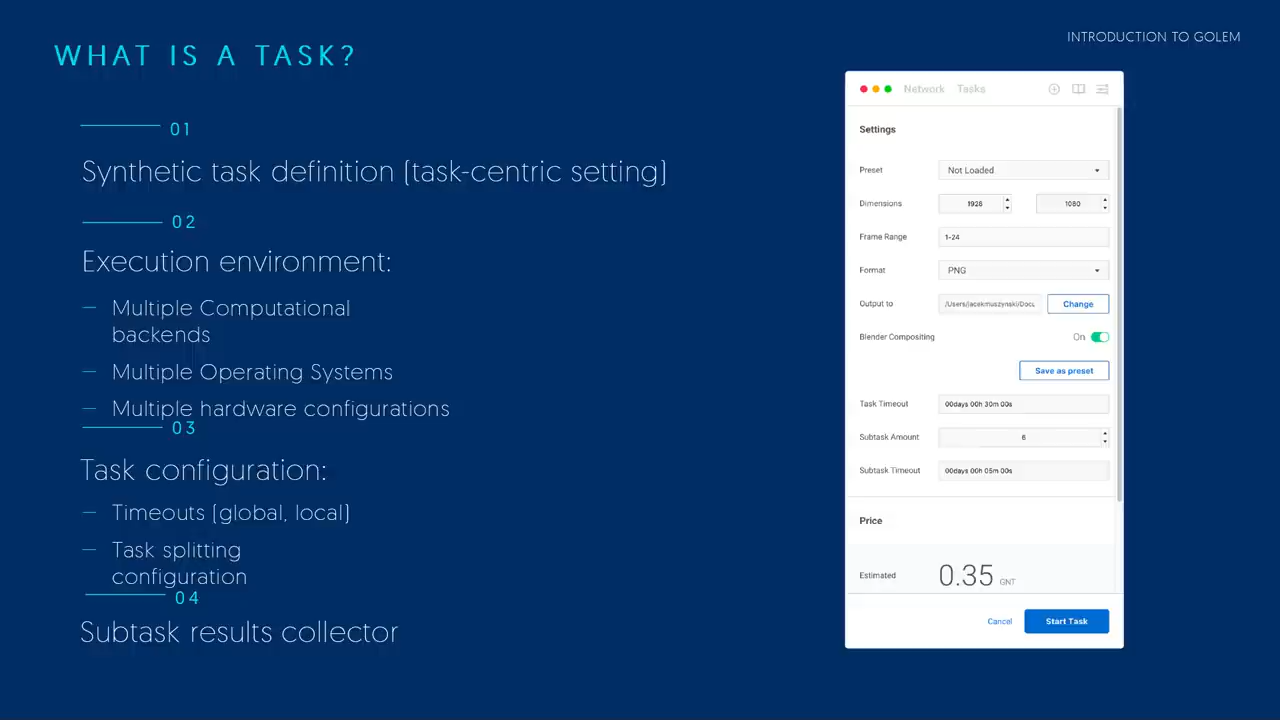 WHAT IS A TASK?
INTRODUCTION TO GOLEM
01
Synthetic task definition (task-centric setting)
02
Execution environment:
— Multiple Computational
backends
— Multiple Operating Systems
— Multiple hardware configurations
03
Task configuration:
— Timeouts (global, local)
— Task splitting
configuration
04
Subtask results collector
Network Tasks
Settings
Preset Not Loaded
Dimensions 1926 1080
Frame Range 1-24
Format PNG
Output to /Users/jacekmuszynski/Docu Change
Blender Compositing On
Save as preset
Task Timeout 00days 00h 30m 00s
Subtask Amount 6
Subtask Timeout 00days 00h 05m 00s
Price
Estimated 0.35 GNT
Cancel Start Task